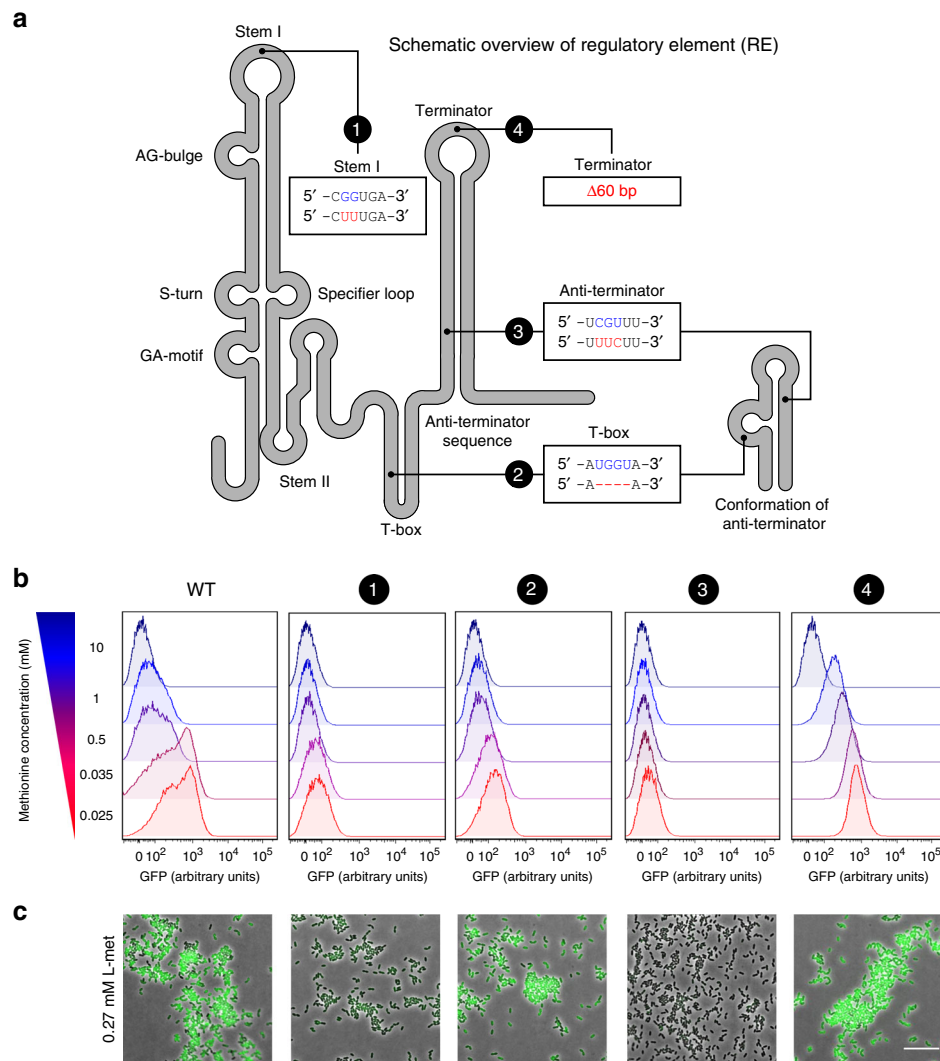 a
Stem I
Schematic overview of regulatory element (RE)
Terminator
1
4
AG-bulge
Stem I
5′ -CGGUGA-3′
5′ -CUUUGA-3′
Terminator
Δ60 bp
S-turn
Specifier loop
Anti-terminator
3
5′ -UCGUUU-3′
5′ -UUUCUU-3′
GA-motif
Anti-terminator
sequence
T-box
2
5′ -AUGGUA-3′
5′ -A----A-3′
Stem II
T-box
Conformation of
anti-terminator
b
WT
1
2
3
4
Methionine concentration (mM)
10
1
0.5
0.035
0.025
0 10² 10³ 10⁵
0 10² 10³ 10⁵
0 10² 10³ 10⁵
0 10² 10³ 10⁵
0 10² 10³ 10⁵
GFP (arbitrary units)
GFP (arbitrary units)
GFP (arbitrary units)
GFP (arbitrary units)
GFP (arbitrary units)
c
0.27 mM L-met